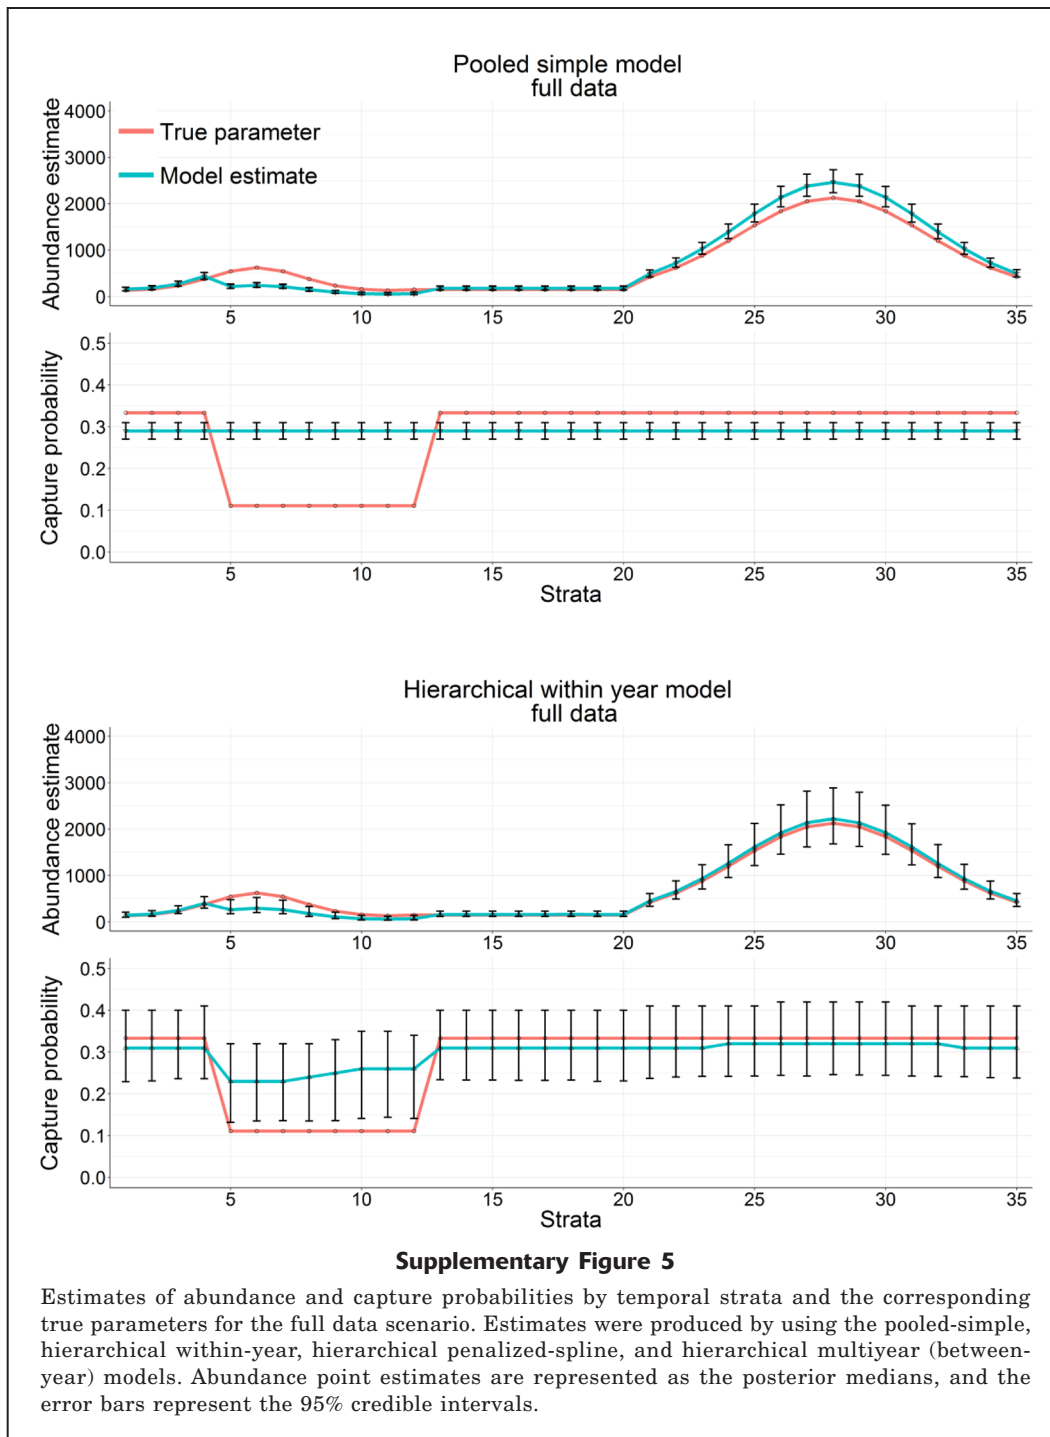 Pooled simple model
full data
Abundance estimate
4000
3000
2000
1000
0
True parameter
Model estimate
5 10 15 20 25 30 35
Capture probability
0.5
0.4
0.3
0.2
0.1
0.0
5 10 15 20 25 30 35
Strata
Hierarchical within year model
full data
Abundance estimate
4000
3000
2000
1000
0
5 10 15 20 25 30 35
Capture probability
0.5
0.4
0.3
0.2
0.1
0.0
5 10 15 20 25 30 35
Strata
Supplementary Figure 5
Estimates of abundance and capture probabilities by temporal strata and the corresponding
true parameters for the full data scenario. Estimates were produced by using the pooled-simple,
hierarchical within-year, hierarchical penalized-spline, and hierarchical multiyear (between-
year) models. Abundance point estimates are represented as the posterior medians, and the
error bars represent the 95% credible intervals.